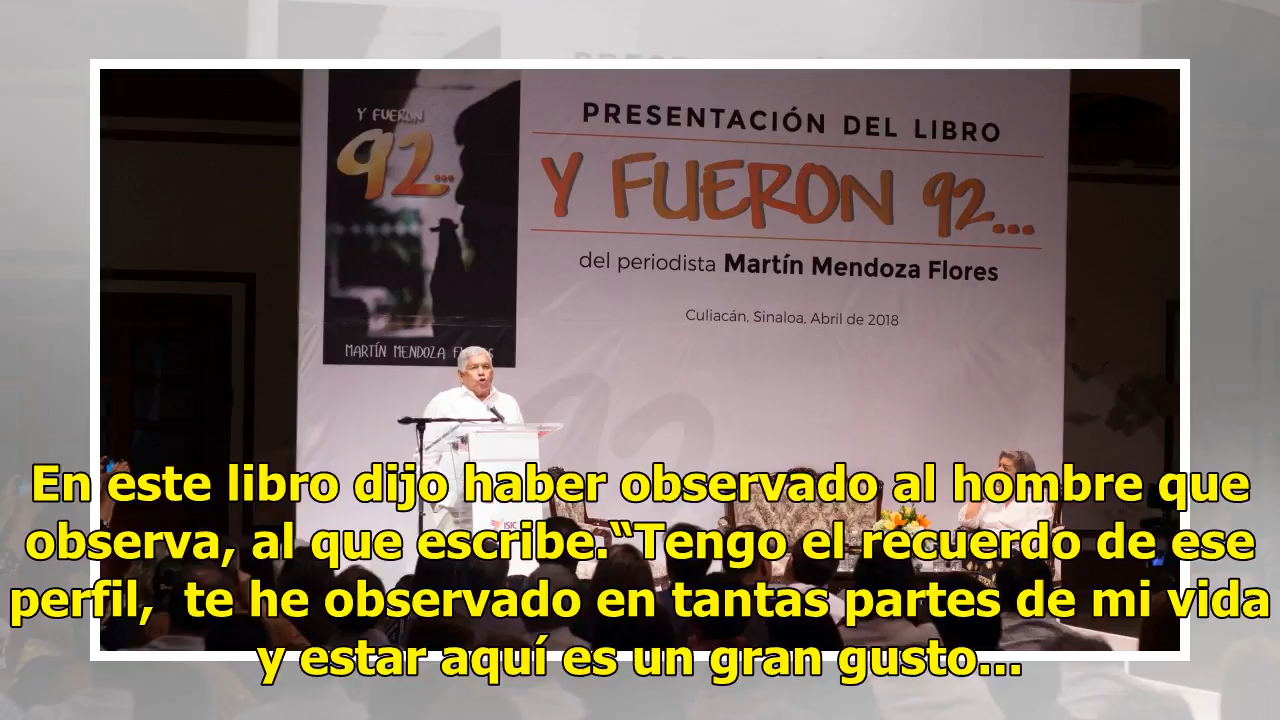 PRESENTACIÓN DEL LIBRO
Y FUERON
92...
Y FUERON 92...
del periodista Martín Mendoza Flores
Culiacán, Sinaloa, Abril de 2018
MARTÍN MENDOZA
ISIC
En este libro dijo haber observado al hombre que
observa, al que escribe.“Tengo el recuerdo de ese
perfil, te he observado en tantas partes de mi vida
y estar aquí es un gran gusto...